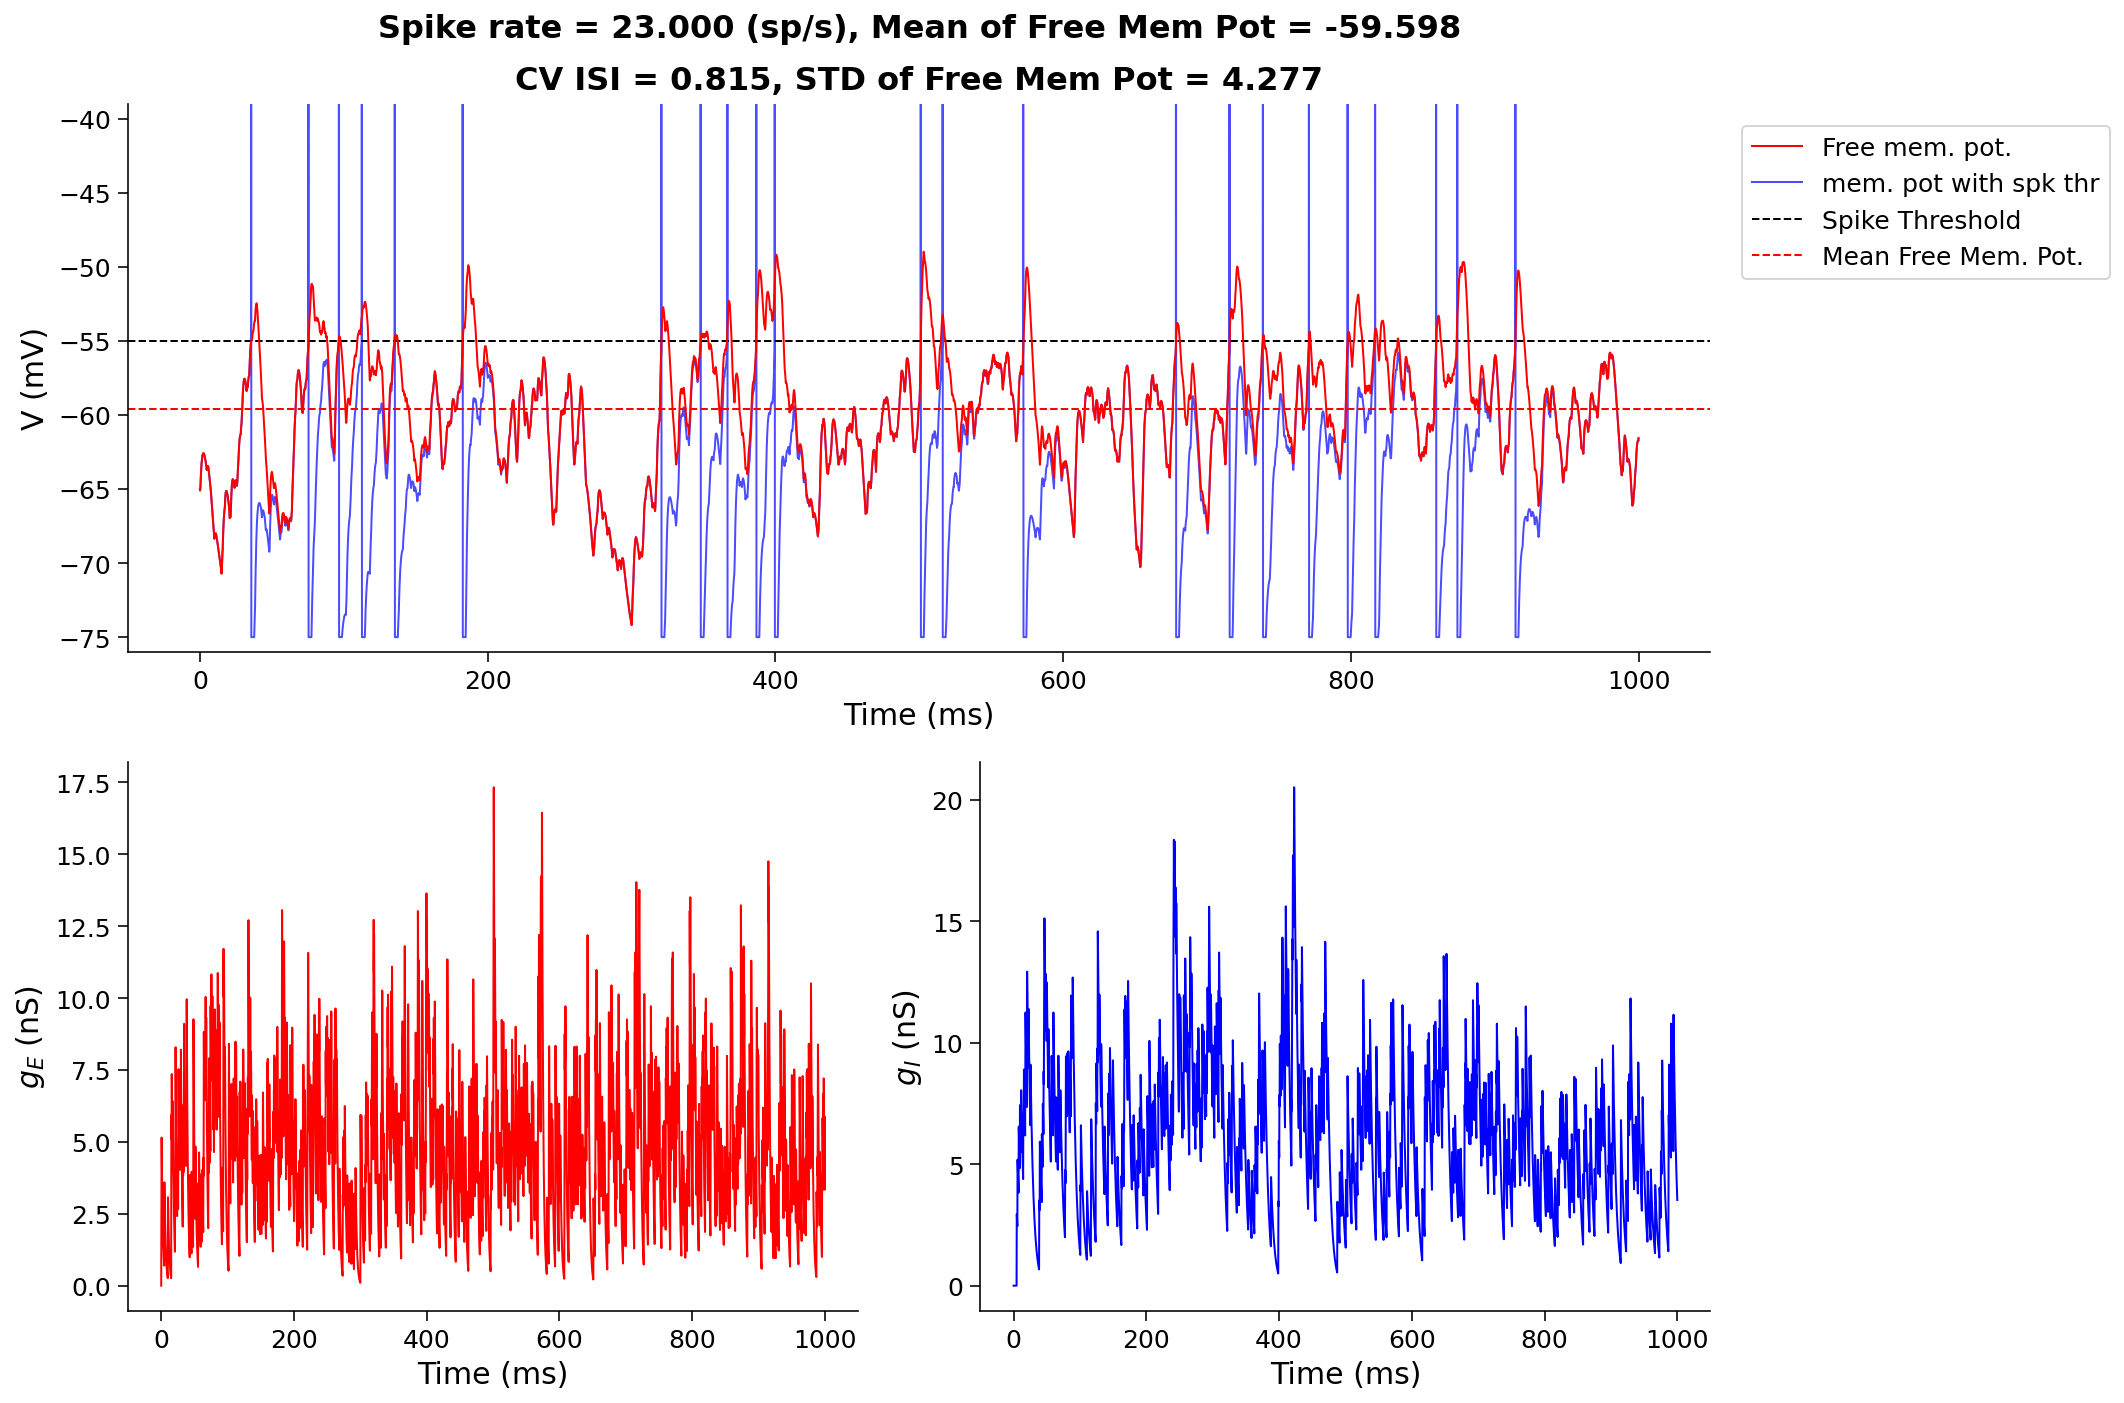 Spike rate = 23.000 (sp/s), Mean of Free Mem Pot = -59.598
CV ISI = 0.815, STD of Free Mem Pot = 4.277
−40
−45
−50
−55
−60
−65
−70
−75
V (mV)
0 200 400 600 800 1000
Time (ms)
Free mem. pot.
mem. pot with spk thr
Spike Threshold
Mean Free Mem. Pot.
17.5
15.0
12.5
10.0
7.5
5.0
2.5
0.0
g_E (nS)
0 200 400 600 800 1000
Time (ms)
20
15
10
5
0
g_I (nS)
0 200 400 600 800 1000
Time (ms)